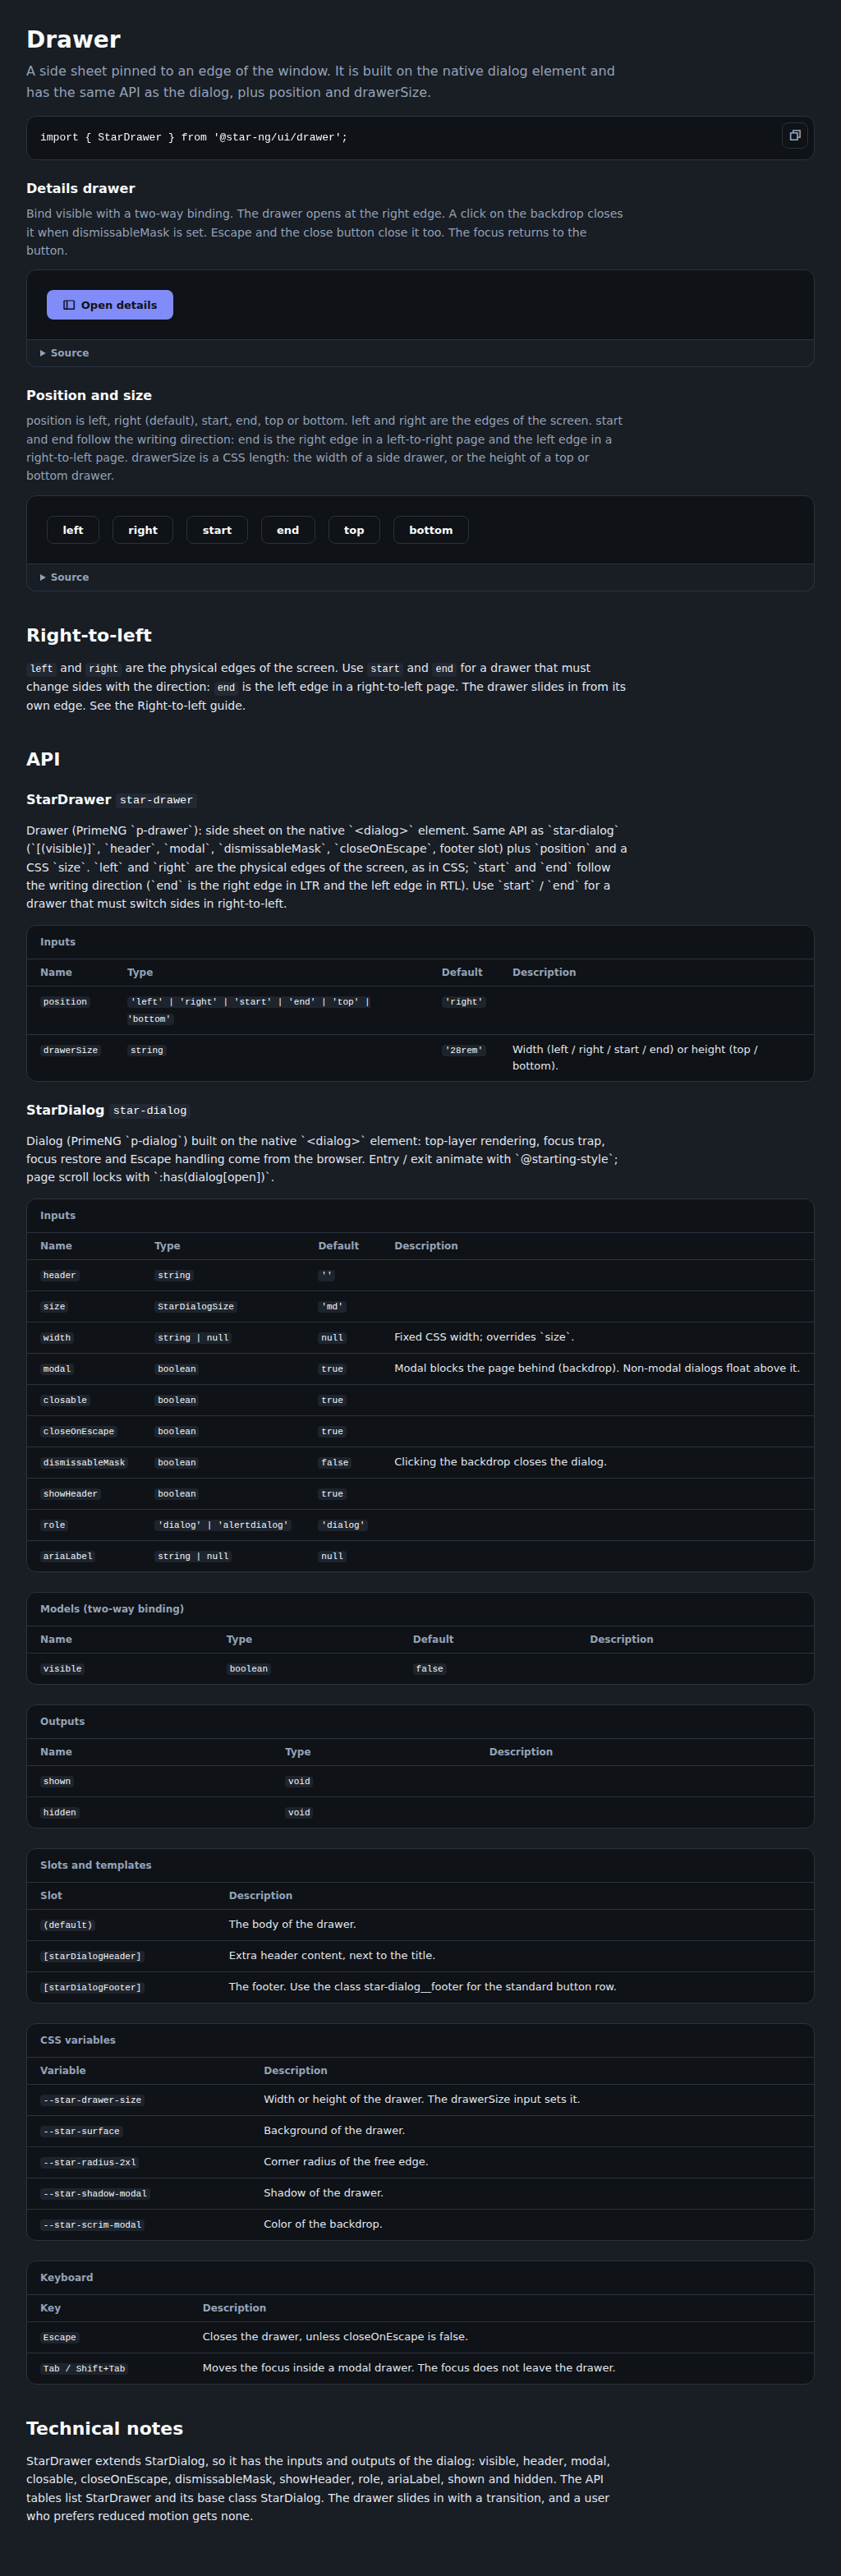 Drawer
A side sheet pinned to an edge of the window. It is built on the native dialog element and
has the same API as the dialog, plus position and drawerSize.
import { StarDrawer } from '@star-ng/ui/drawer';
Details drawer
Bind visible with a two-way binding. The drawer opens at the right edge. A click on the backdrop closes
it when dismissableMask is set. Escape and the close button close it too. The focus returns to the
button.
Open details
Source
Position and size
position is left, right (default), start, end, top or bottom. left and right are the edges of the screen. start
and end follow the writing direction: end is the right edge in a left-to-right page and the left edge in a
right-to-left page. drawerSize is a CSS length: the width of a side drawer, or the height of a top or
bottom drawer.
left right start end top bottom
Source
Right-to-left
left and right are the physical edges of the screen. Use start and end for a drawer that must
change sides with the direction: end is the left edge in a right-to-left page. The drawer slides in from its
own edge. See the Right-to-left guide.
API
StarDrawer star-drawer
Drawer (PrimeNG `p-drawer`): side sheet on the native `<dialog>` element. Same API as `star-dialog`
(`[(visible)]`, `header`, `modal`, `dismissableMask`, `closeOnEscape`, footer slot) plus `position` and a
CSS `size`. `left` and `right` are the physical edges of the screen, as in CSS; `start` and `end` follow
the writing direction (`end` is the right edge in LTR and the left edge in RTL). Use `start` / `end` for a
drawer that must switch sides in right-to-left.
Inputs
Name Type Default Description
position 'left' | 'right' | 'start' | 'end' | 'top' | 'right'
'bottom'
drawerSize string '28rem' Width (left / right / start / end) or height (top /
bottom).
StarDialog star-dialog
Dialog (PrimeNG `p-dialog`) built on the native `<dialog>` element: top-layer rendering, focus trap,
focus restore and Escape handling come from the browser. Entry / exit animate with `@starting-style`;
page scroll locks with `:has(dialog[open])`.
Inputs
Name Type Default Description
header string ''
size StarDialogSize 'md'
width string | null null Fixed CSS width; overrides `size`.
modal boolean true Modal blocks the page behind (backdrop). Non-modal dialogs float above it.
closable boolean true
closeOnEscape boolean true
dismissableMask boolean false Clicking the backdrop closes the dialog.
showHeader boolean true
role 'dialog' | 'alertdialog' 'dialog'
ariaLabel string | null null
Models (two-way binding)
Name Type Default Description
visible boolean false
Outputs
Name Type Description
shown void
hidden void
Slots and templates
Slot Description
(default) The body of the drawer.
[starDialogHeader] Extra header content, next to the title.
[starDialogFooter] The footer. Use the class star-dialog__footer for the standard button row.
CSS variables
Variable Description
--star-drawer-size Width or height of the drawer. The drawerSize input sets it.
--star-surface Background of the drawer.
--star-radius-2xl Corner radius of the free edge.
--star-shadow-modal Shadow of the drawer.
--star-scrim-modal Color of the backdrop.
Keyboard
Key Description
Escape Closes the drawer, unless closeOnEscape is false.
Tab / Shift+Tab Moves the focus inside a modal drawer. The focus does not leave the drawer.
Technical notes
StarDrawer extends StarDialog, so it has the inputs and outputs of the dialog: visible, header, modal,
closable, closeOnEscape, dismissableMask, showHeader, role, ariaLabel, shown and hidden. The API
tables list StarDrawer and its base class StarDialog. The drawer slides in with a transition, and a user
who prefers reduced motion gets none.